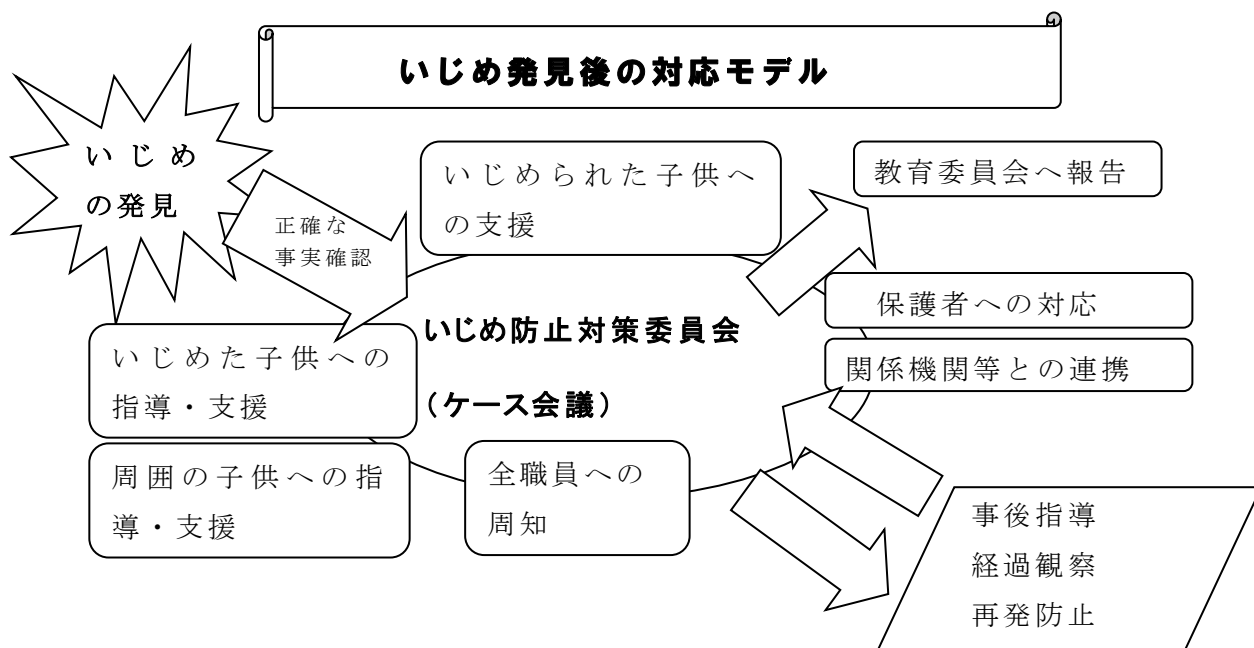 いじめ発見後の対応モデル
いじめ
の発見
正確な
事実確認
いじめられた子供へ
の支援
教育委員会へ報告
保護者への対応
関係機関等との連携
いじめ防止対策委員会
（ケース会議）
いじめた子供への
指導・支援
周囲の子供への指
導・支援
全職員への
周知
事後指導
経過観察
再発防止